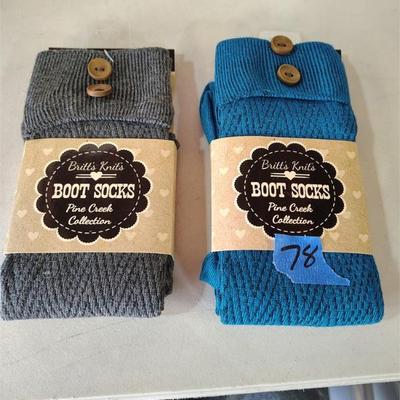 Britt's Knits
BOOT SOCKS
Pine Creek
Collection
Britt's Knits
BOOT SOCKS
Pine Creek
Collection
78